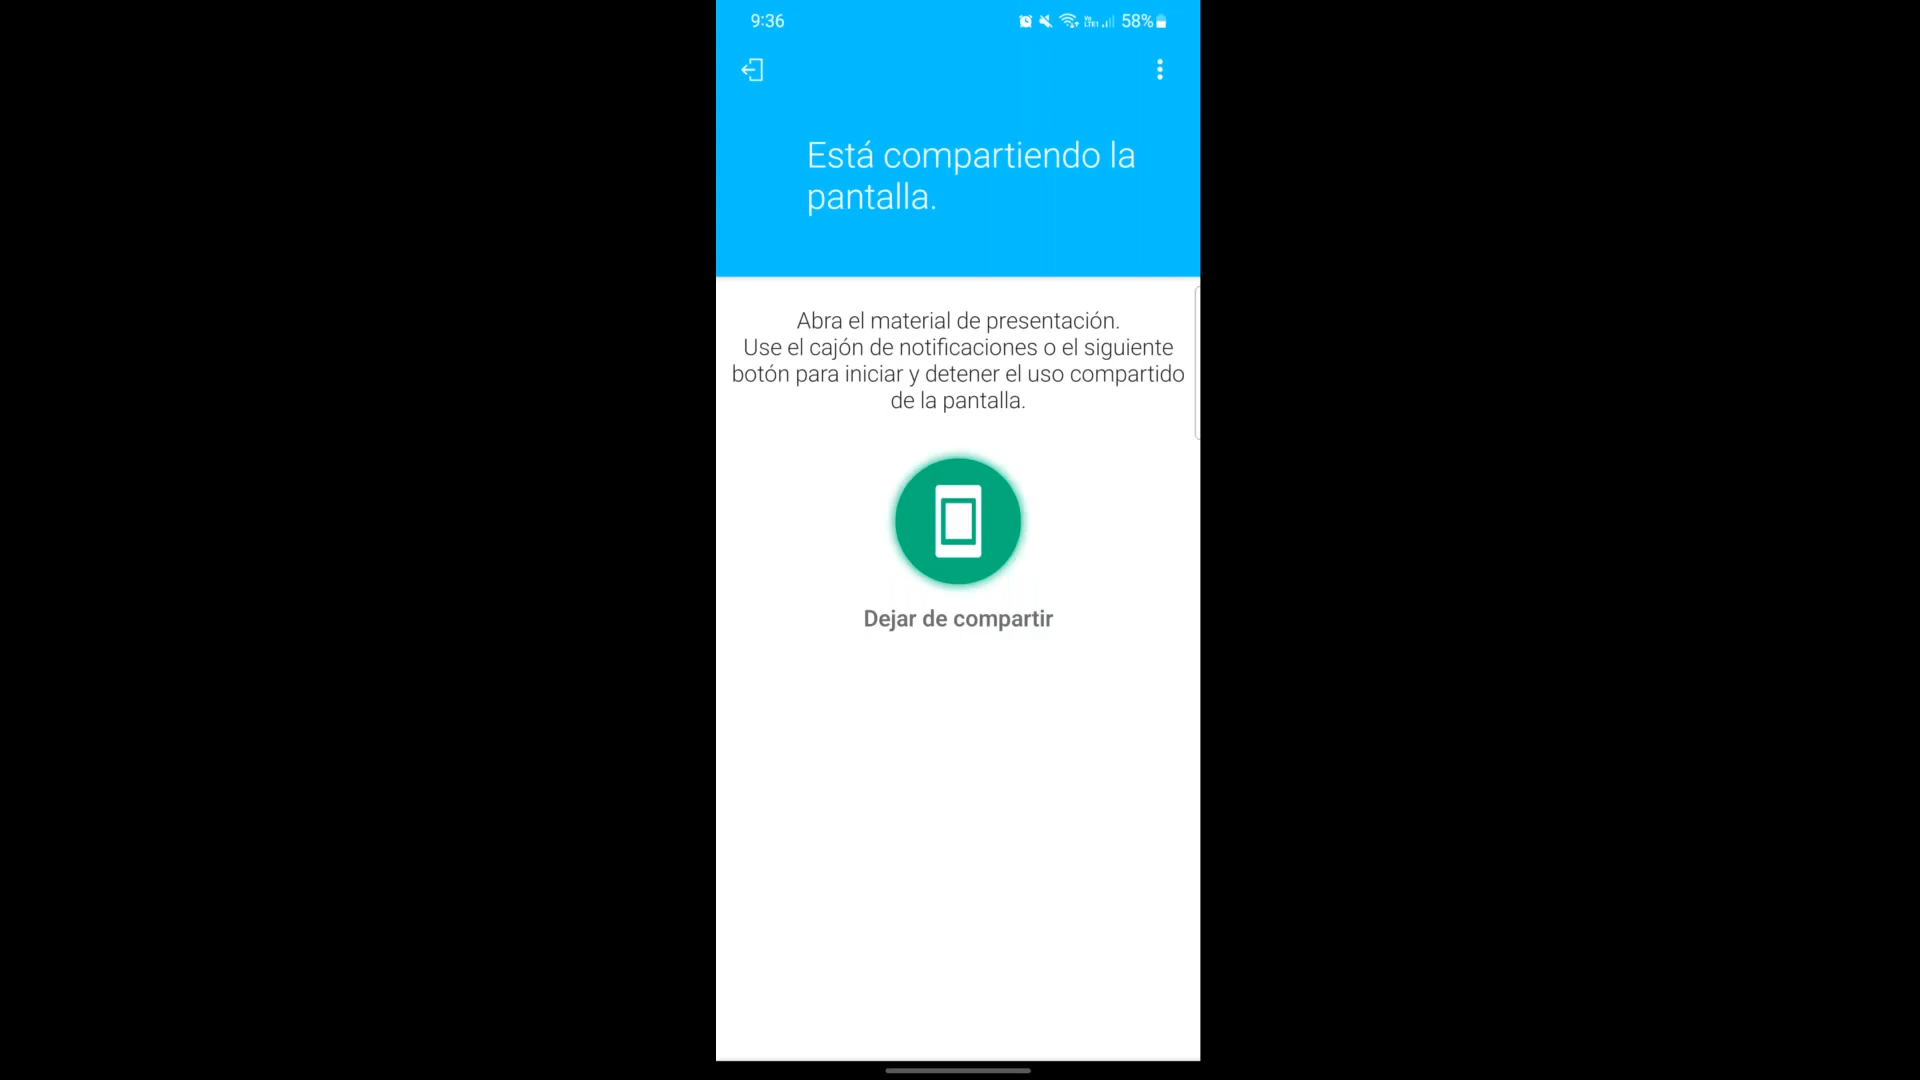 9:36
58%
Está compartiendo la
pantalla.
Abra el material de presentación.
Use el cajón de notificaciones o el siguiente
botón para iniciar y detener el uso compartido
de la pantalla.
Dejar de compartir